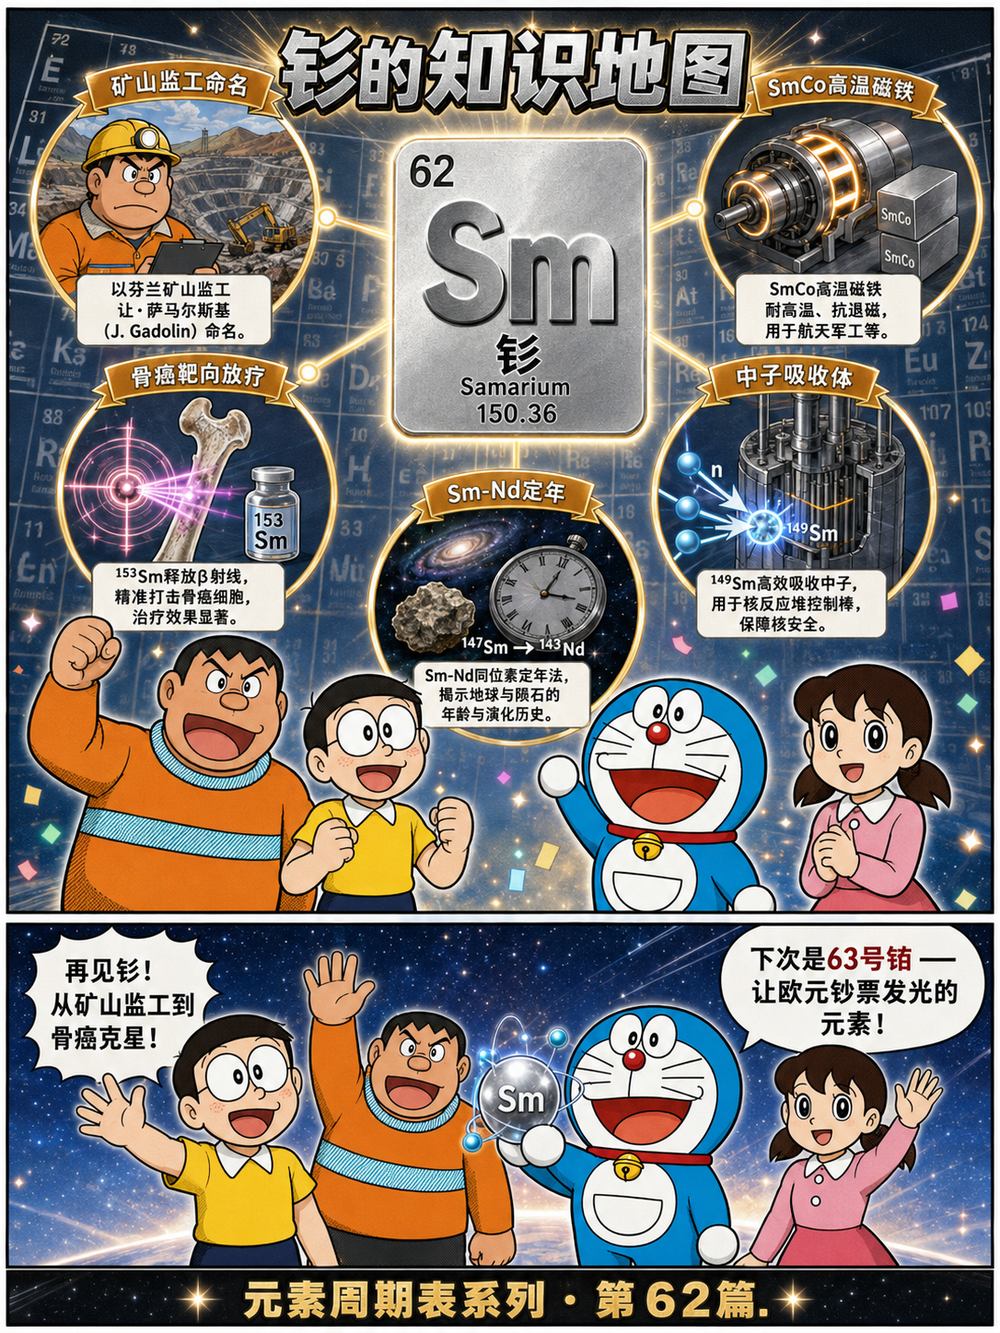 钐的知识地图
矿山监工命名
以芬兰矿山监工
让·萨马尔斯基
(J. Gadolin) 命名。
SmCo高温磁铁
SmCo
SmCo
SmCo高温磁铁
耐高温、抗退磁，
用于航天军工等。
62
Sm
钐
Samarium
150.36
骨癌靶向放疗
153
Sm
¹⁵³Sm释放β射线，
精准打击骨癌细胞，
治疗效果显著。
中子吸收体
n
¹⁴⁹Sm
¹⁴⁹Sm高效吸收中子，
用于核反应堆控制棒，
保障核安全。
Sm-Nd定年
¹⁴⁷Sm → ¹⁴³Nd
Sm-Nd同位素定年法，
揭示地球与陨石的
年龄与演化历史。
再见钐！
从矿山监工到
骨癌克星！
下次是63号铕 —
让欧元钞票发光的
元素！
Sm
元素周期表系列 · 第62篇.